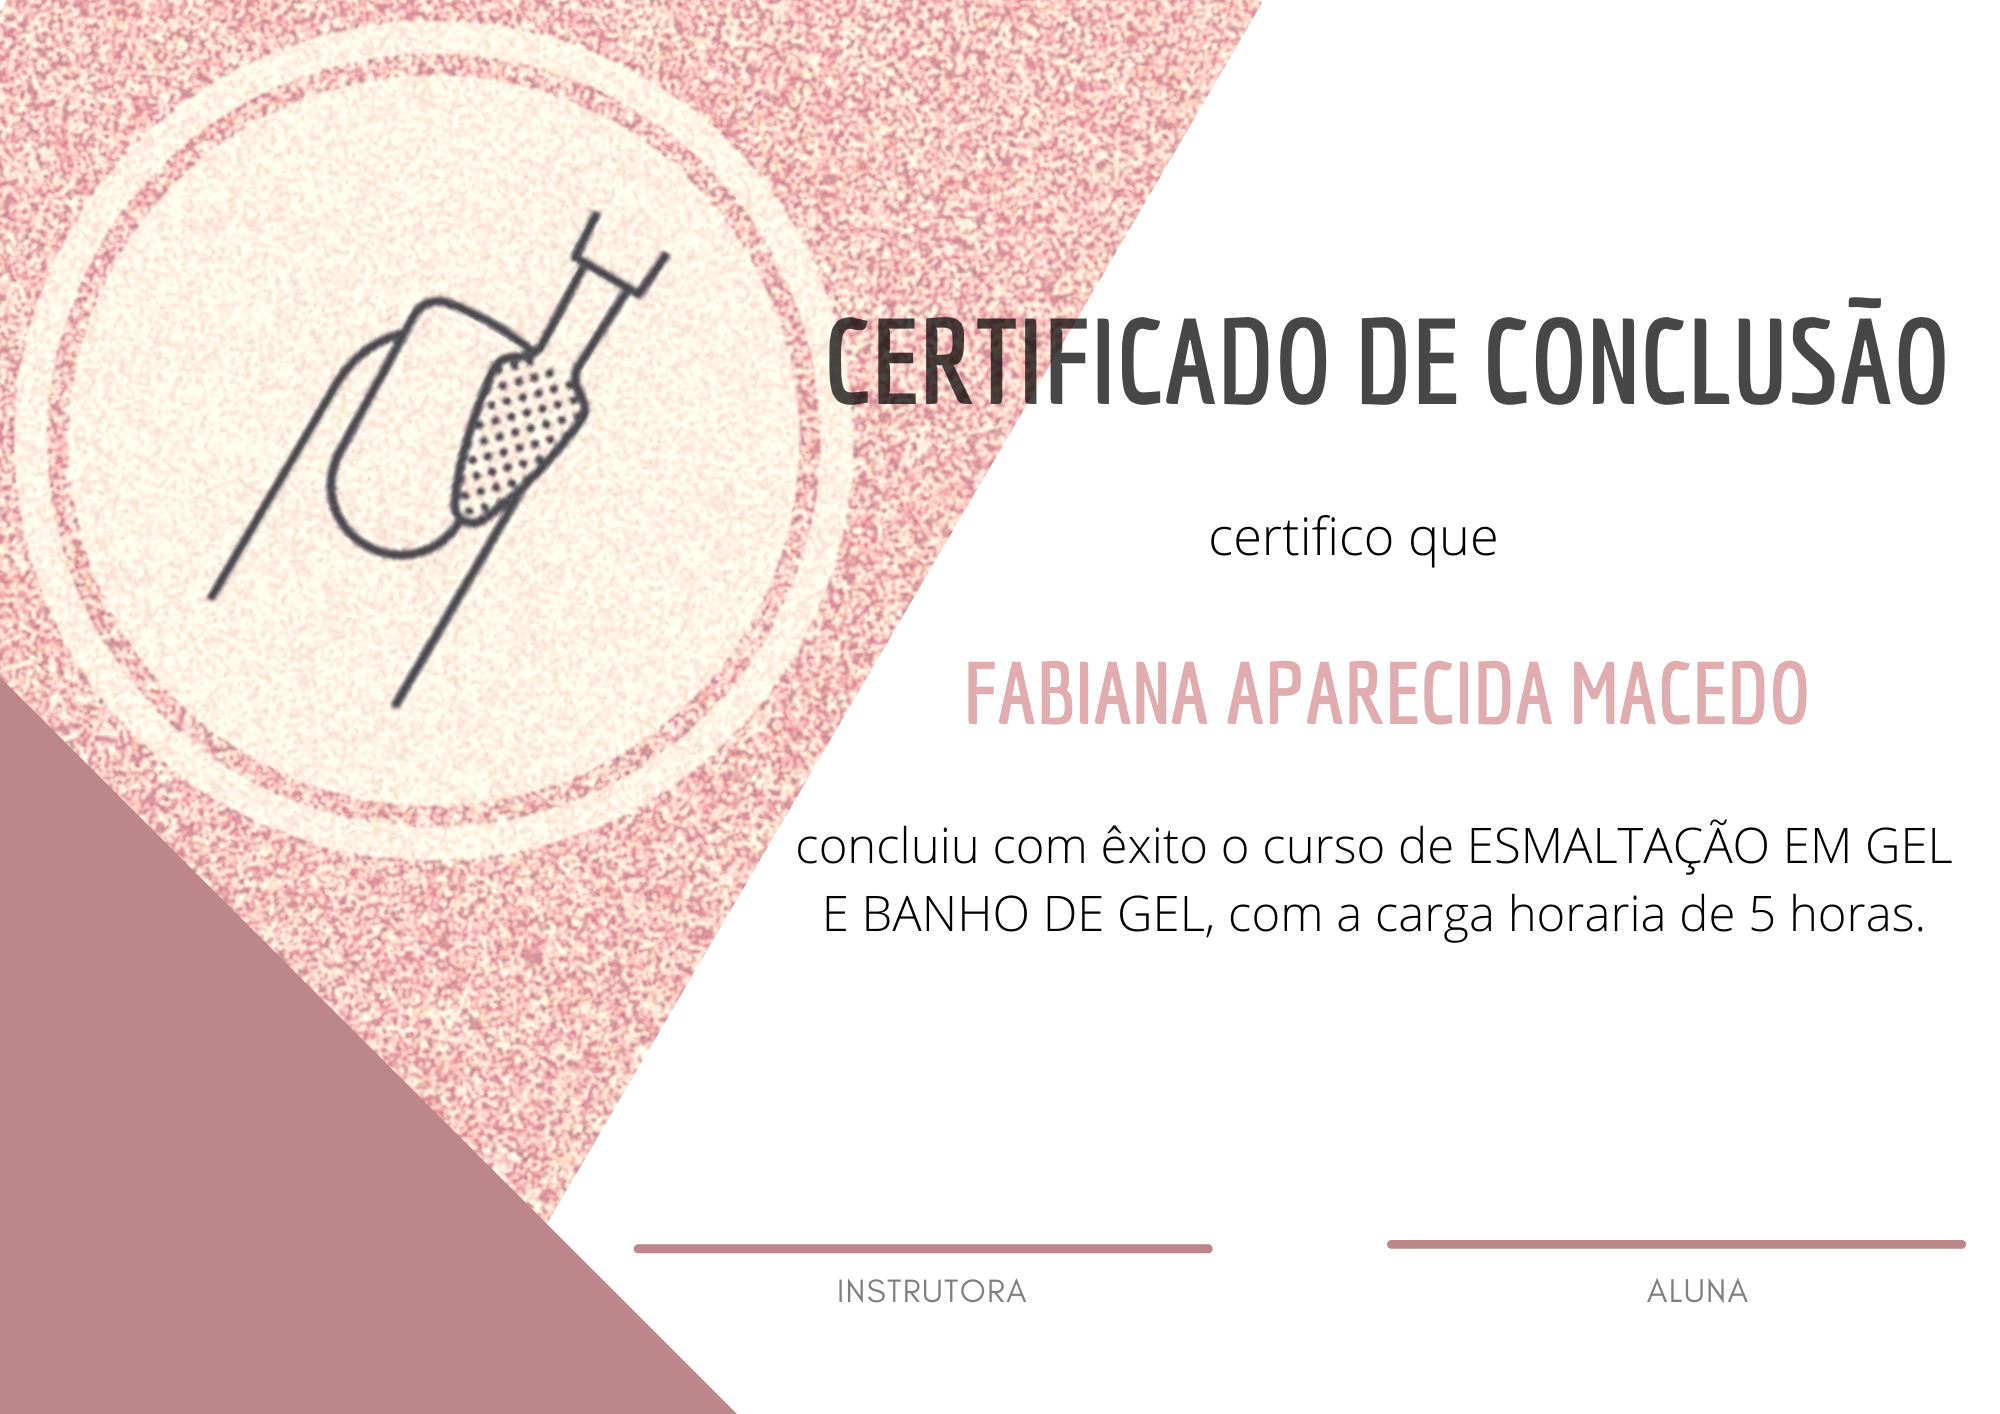 CERTIFICADO DE CONCLUSÃO
certifico que
FABIANA APARECIDA MACEDO
concluiu com êxito o curso de ESMALTAÇÃO EM GEL
E BANHO DE GEL, com a carga horaria de 5 horas.
INSTRUTORA
ALUNA